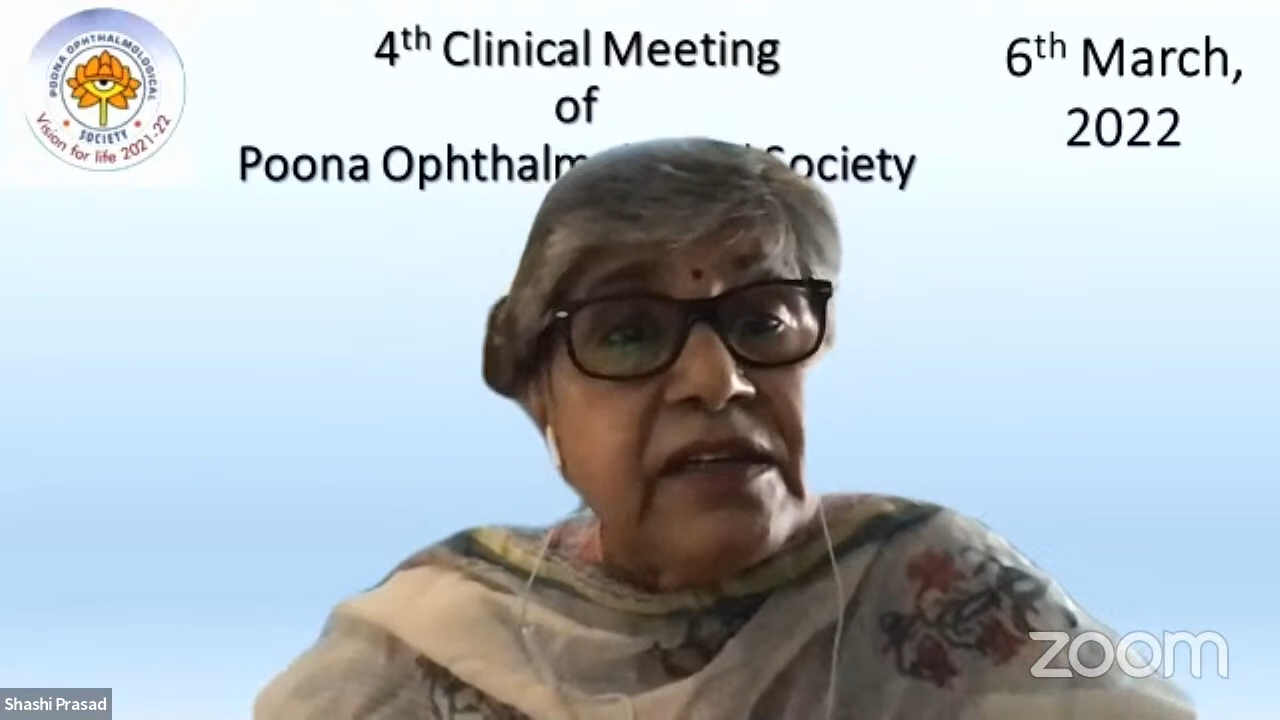 POONA OPHTHALMOLOGICAL
SOCIETY
Vision for life 2021-22
4th Clinical Meeting
of
Poona Society
6th March,
2022
zoom
Shashi Prasad